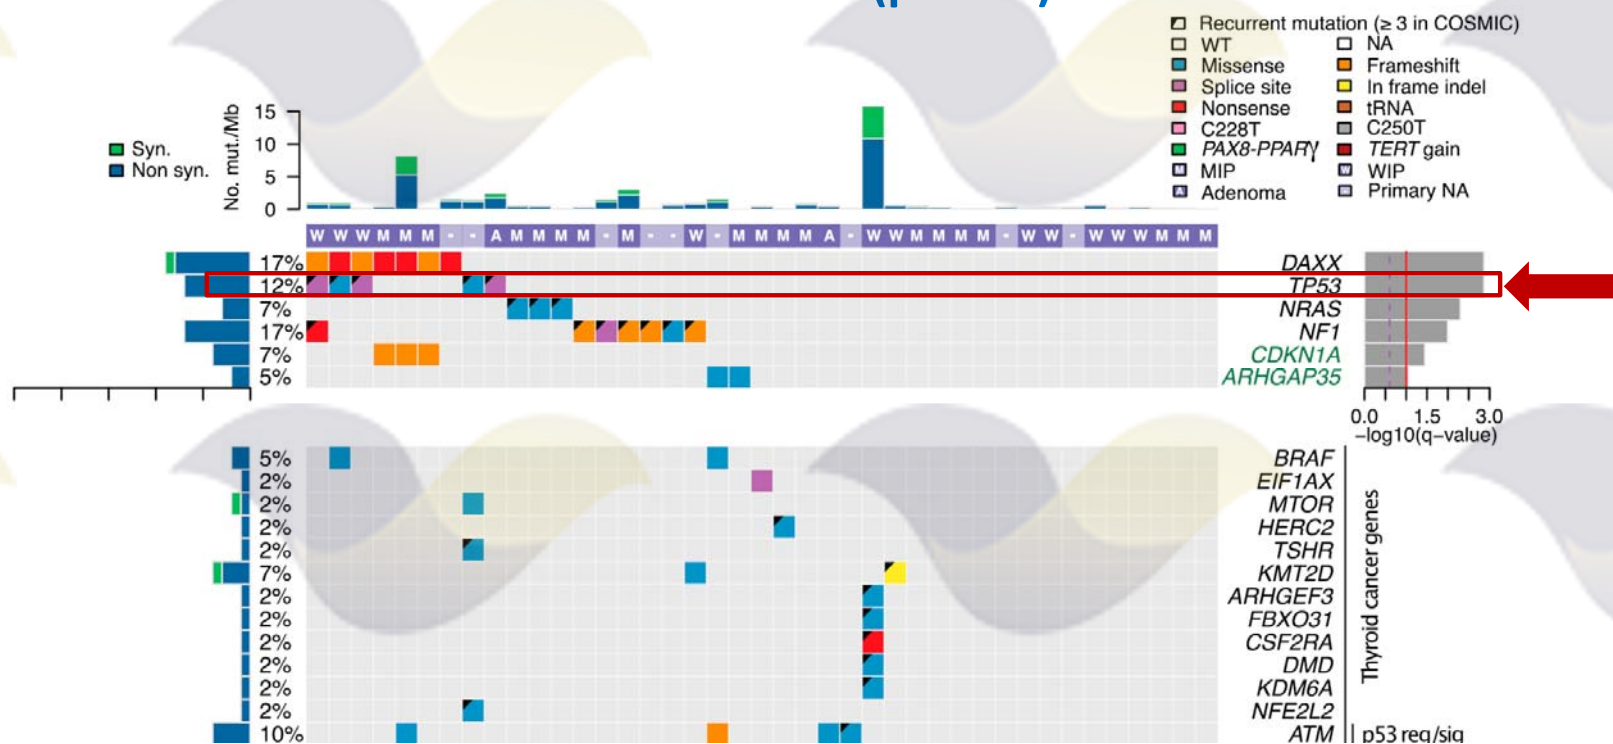 Recurrent mutation (≥ 3 in COSMIC)
WT NA
Missense Frameshift
Splice site In frame indel
Nonsense tRNA
C228T C250T
PAX8-PPARγ TERT gain
M MIP W WIP
A Adenoma - Primary NA
Syn.
Non syn.
No. mut./Mb
15
10
5
0
W W W M M M - - A M M M M - M - - W - M M M M A - W W M M M M - W W - W W W M M M
17% DAXX
12% TP53
7% NRAS
17% NF1
7% CDKN1A
5% ARHGAP35
0.0 1.5 3.0
−log10(q−value)
5% BRAF
2% EIF1AX
2% MTOR
2% HERC2
2% TSHR
7% KMT2D
2% ARHGEF3
2% FBXO31
2% CSF2RA
2% DMD
2% KDM6A
2% NFE2L2
10% ATM
Thyroid cancer genes
p53 reg/sig